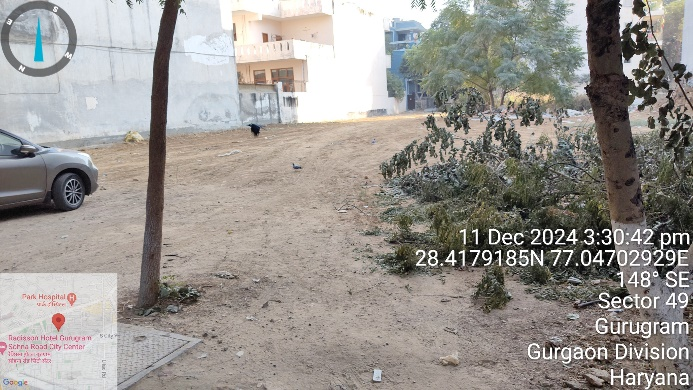 11 Dec 2024 3:30:42 pm
28.4179185N 77.04702929E
148° SE
Sector 49
Gurugram
Gurgaon Division
Haryana
Park Hospital
Radisson Hotel Gurugram
Sohna Road City Center
Google